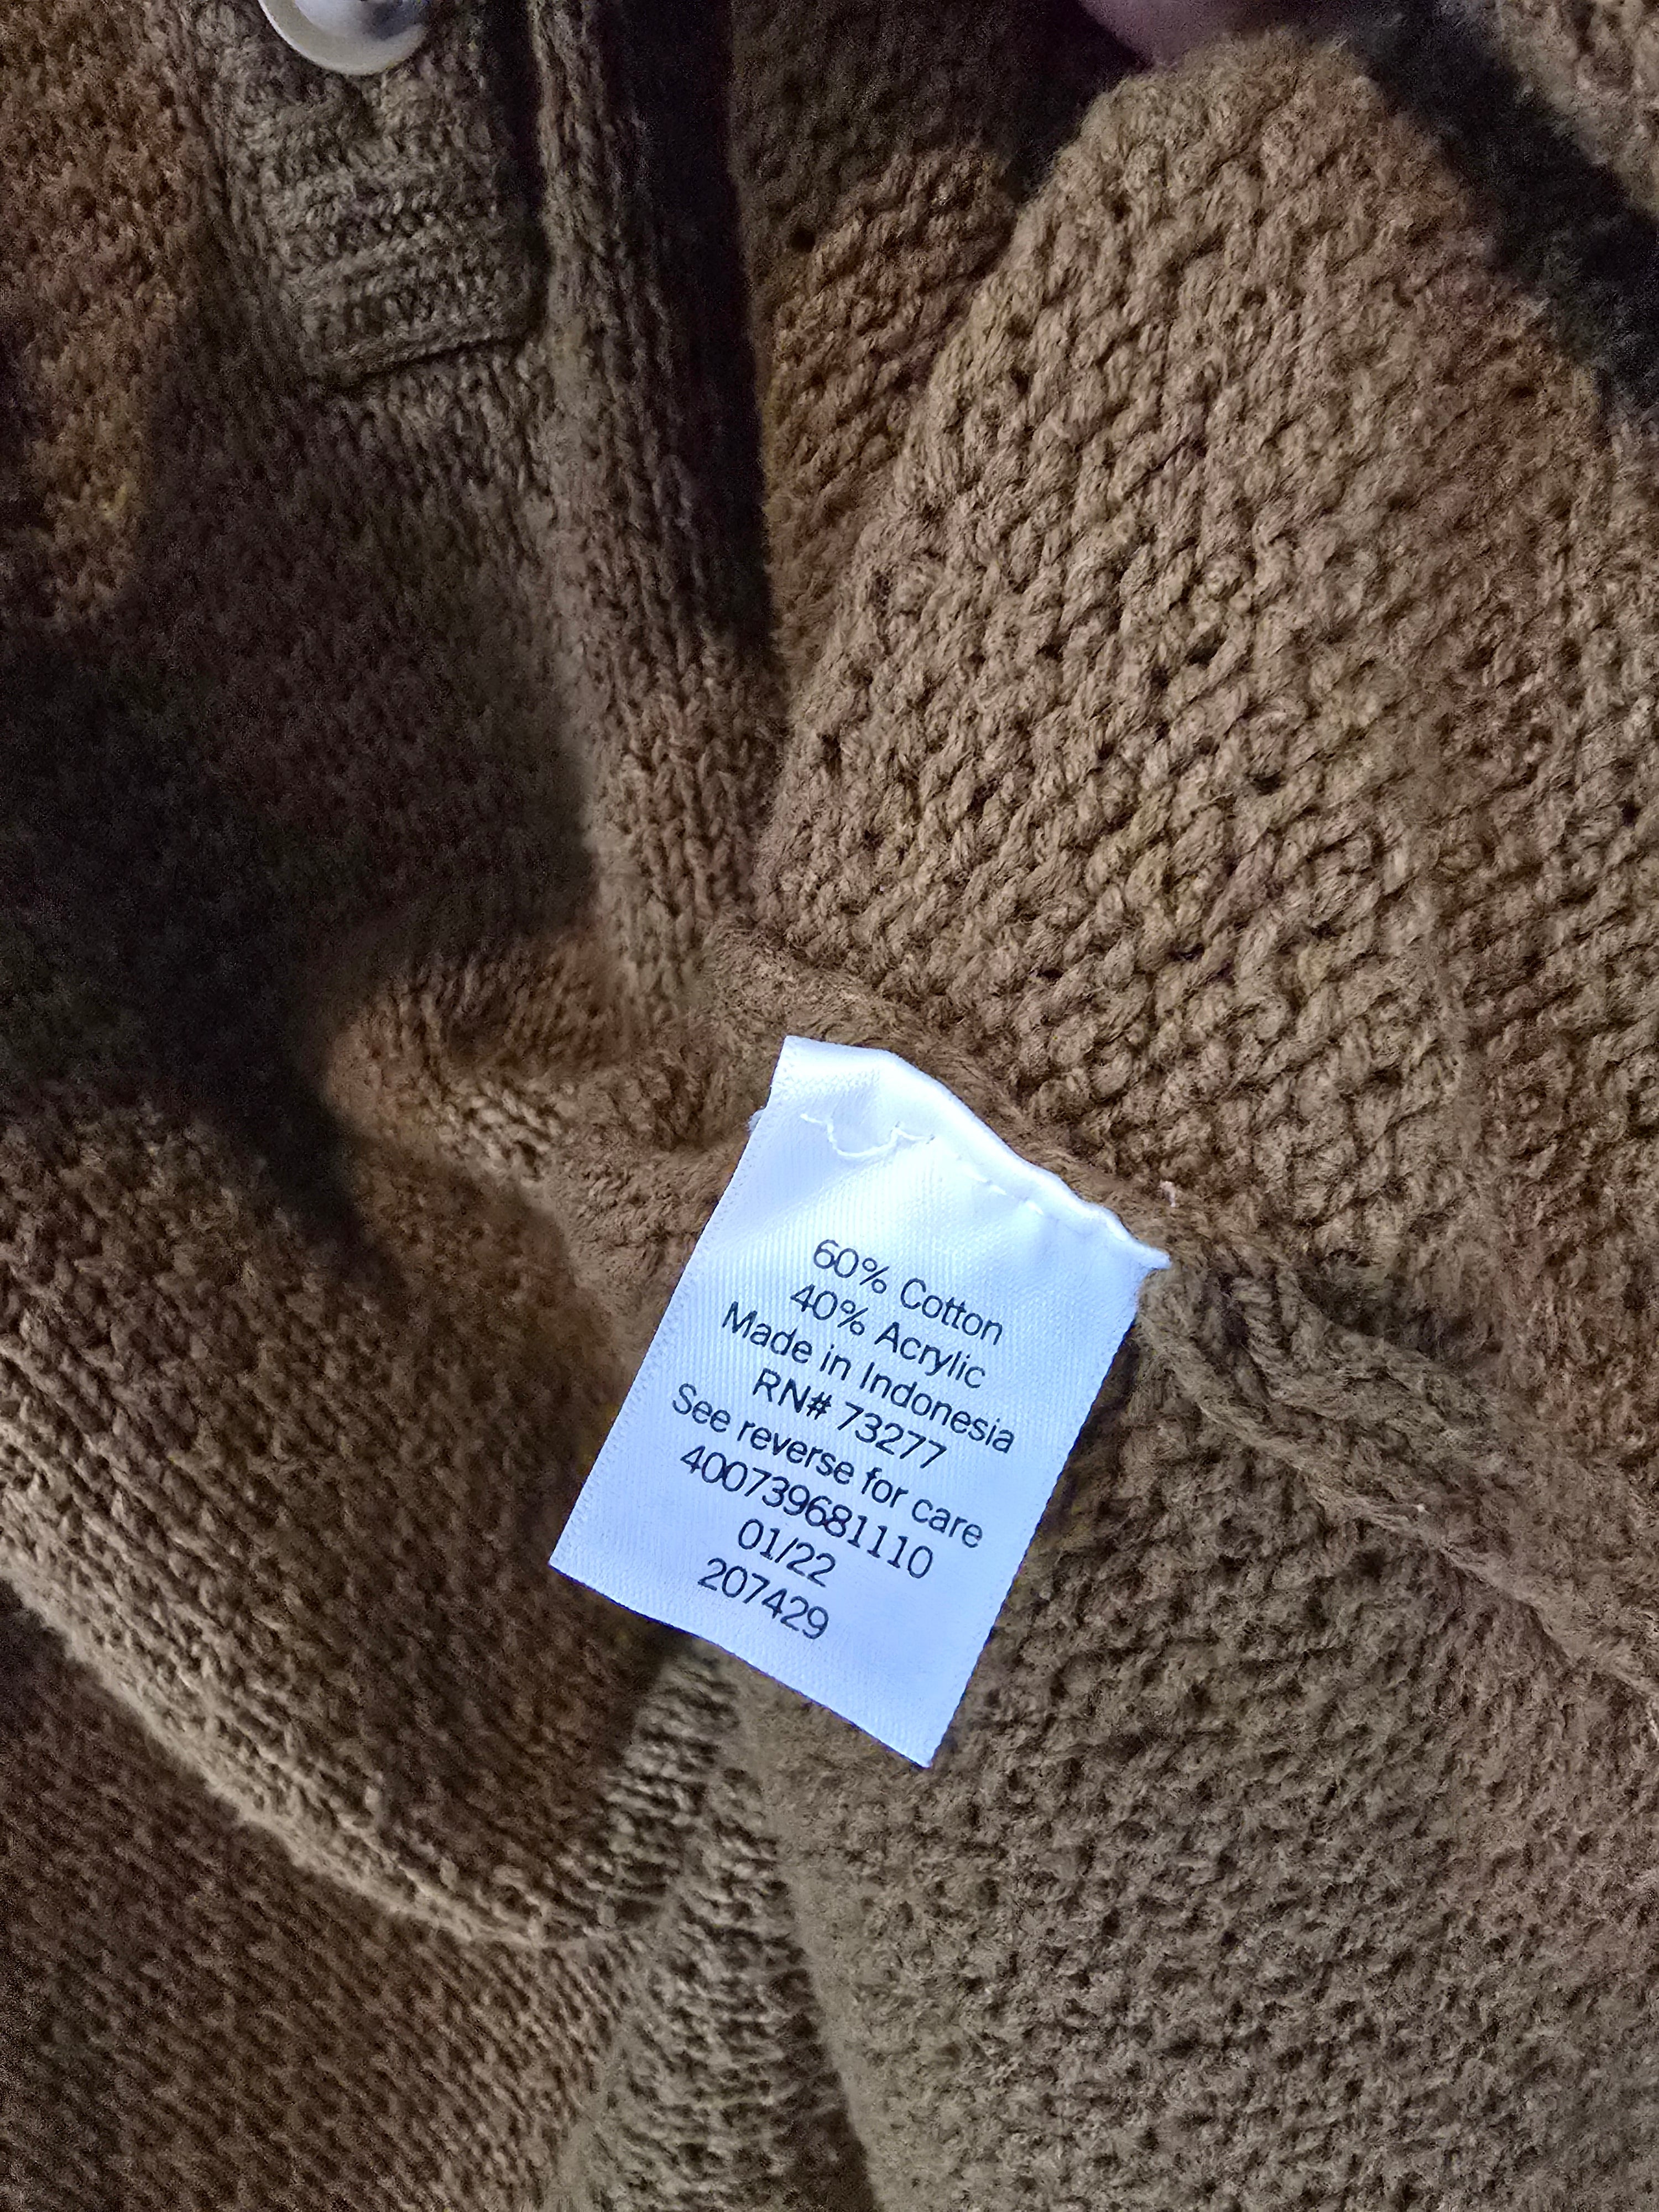 60% Cotton
40% Acrylic
Made in Indonesia
RN# 73277
See reverse for care
400739681110
01/22
207429